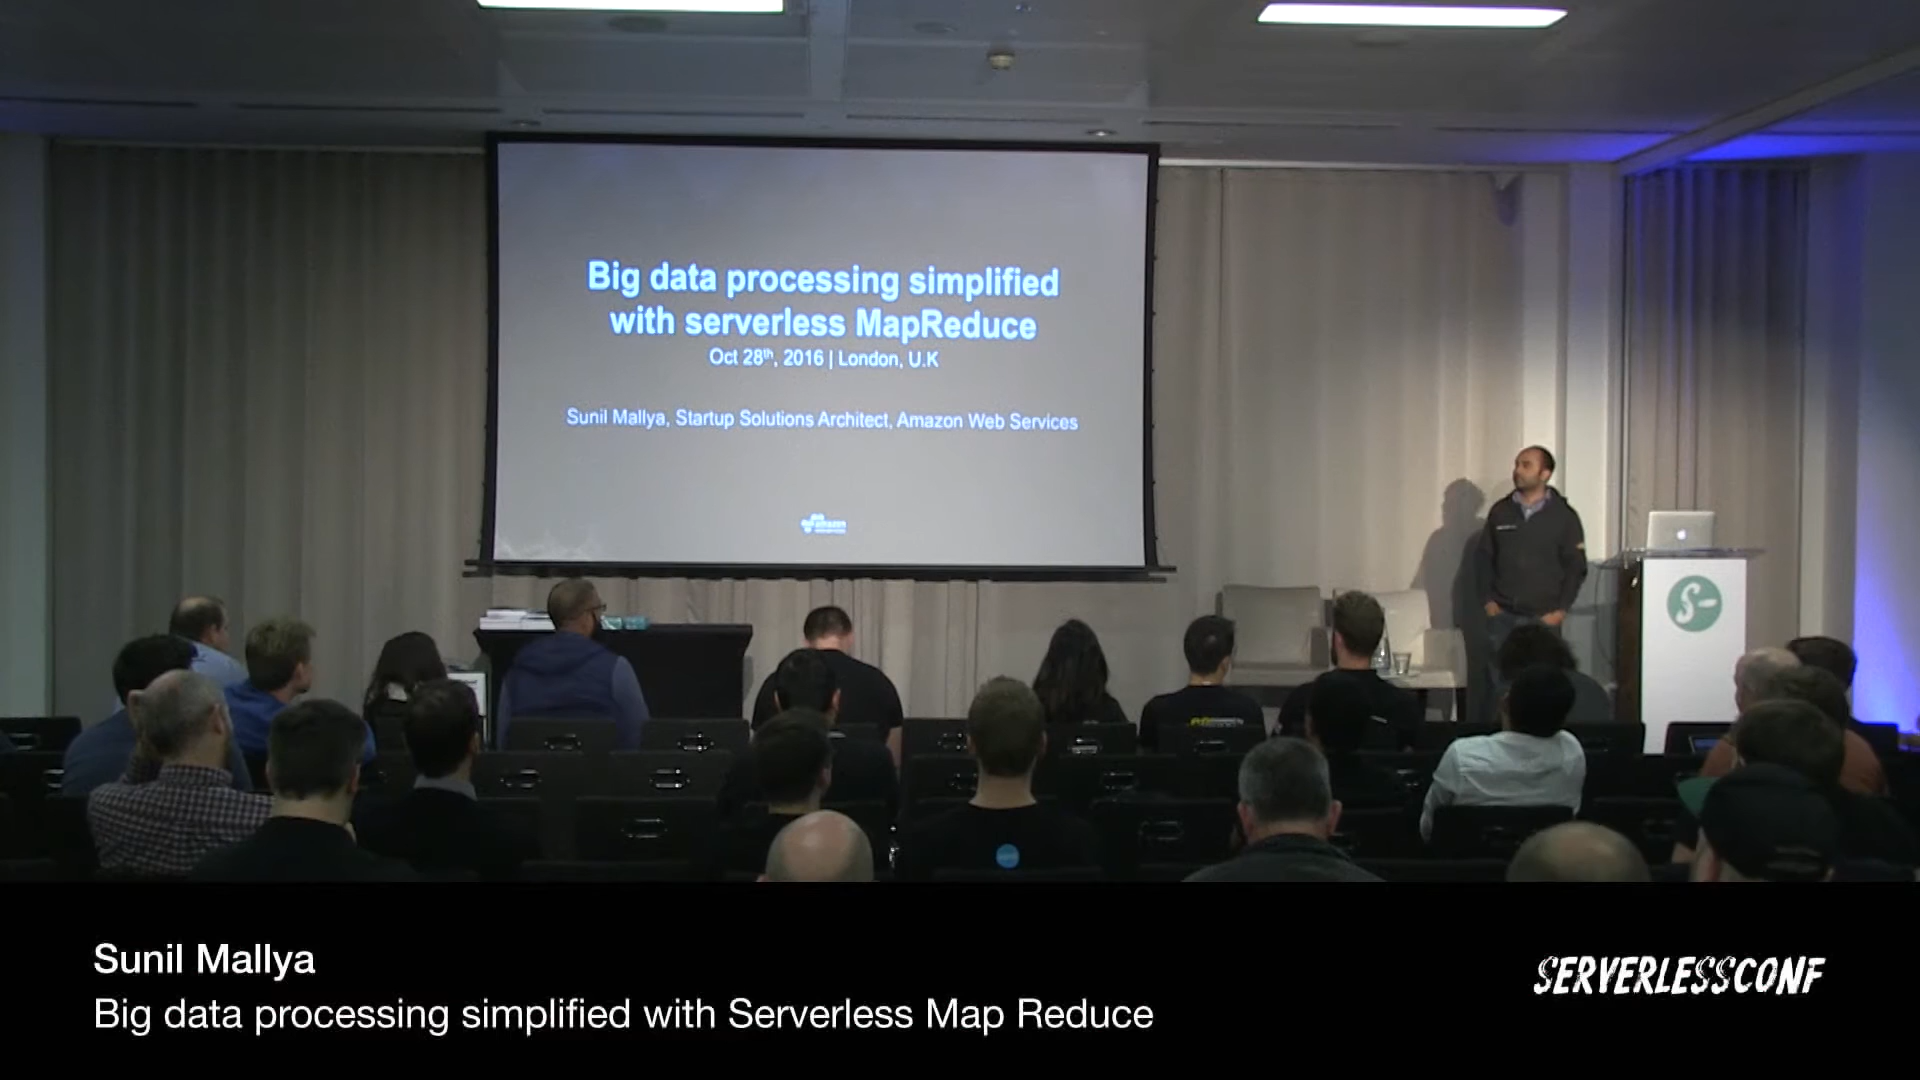 Big data processing simplified
with serverless MapReduce
Oct 28th, 2016 | London, U.K
Sunil Mallya, Startup Solutions Architect, Amazon Web Services
amazon
S-
Sunil Mallya
Big data processing simplified with Serverless Map Reduce
SERVERLESSCONF